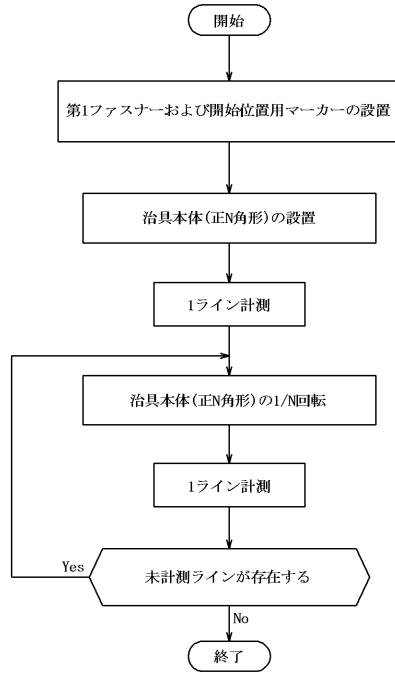 開始
第1ファスナーおよび開始位置用マーカーの設置
治具本体(正N角形)の設置
1ライン計測
治具本体(正N角形)の1/N回転
1ライン計測
Yes
未計測ラインが存在する
No
終了